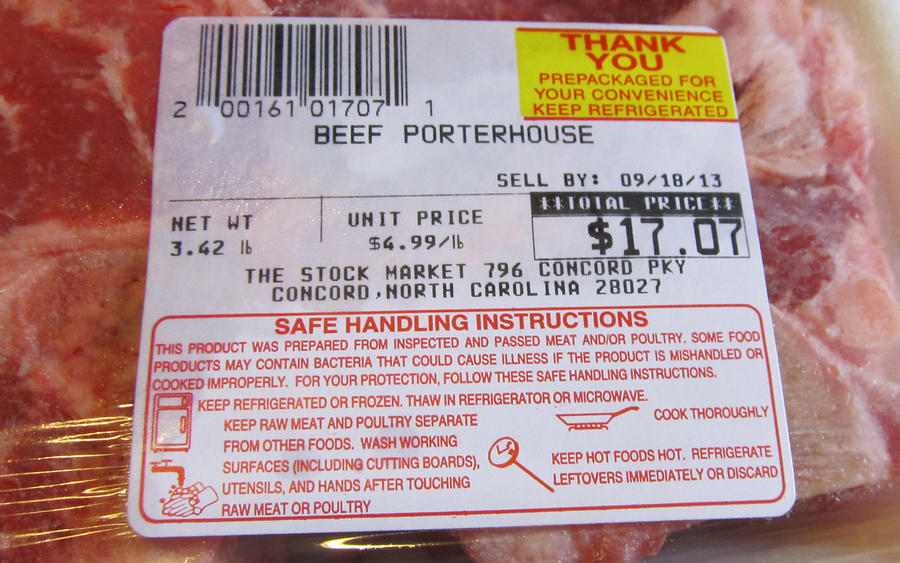 THANK
YOU
PREPACKAGED FOR
YOUR CONVENIENCE
KEEP REFRIGERATED
2 00161 01707 1
BEEF PORTERHOUSE
SELL BY: 09/18/13
NET WT
3.42 lb
UNIT PRICE
$4.99/lb
**TOTAL PRICE**
$17.07
THE STOCK MARKET 796 CONCORD PKY
CONCORD,NORTH CAROLINA 28027
SAFE HANDLING INSTRUCTIONS
THIS PRODUCT WAS PREPARED FROM INSPECTED AND PASSED MEAT AND/OR POULTRY. SOME FOOD
PRODUCTS MAY CONTAIN BACTERIA THAT COULD CAUSE ILLNESS IF THE PRODUCT IS MISHANDLED OR
COOKED IMPROPERLY. FOR YOUR PROTECTION, FOLLOW THESE SAFE HANDLING INSTRUCTIONS.
KEEP REFRIGERATED OR FROZEN. THAW IN REFRIGERATOR OR MICROWAVE.
KEEP RAW MEAT AND POULTRY SEPARATE
FROM OTHER FOODS. WASH WORKING
SURFACES (INCLUDING CUTTING BOARDS),
UTENSILS, AND HANDS AFTER TOUCHING
RAW MEAT OR POULTRY
COOK THOROUGHLY
KEEP HOT FOODS HOT. REFRIGERATE
LEFTOVERS IMMEDIATELY OR DISCARD